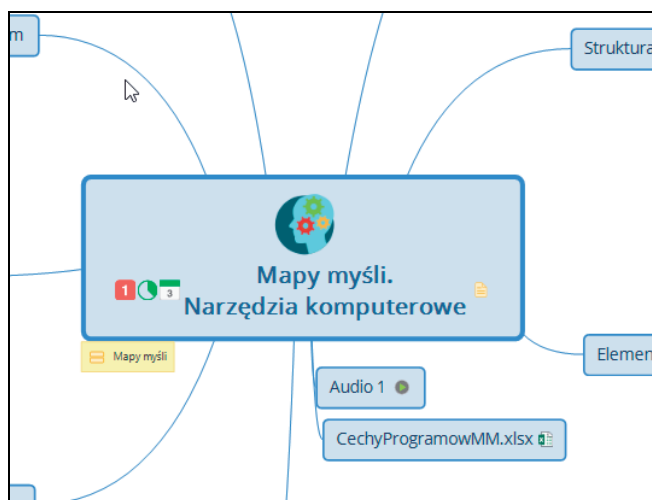 m
Struktura
Mapy myśli.
1
3
Narzędzia komputerowe
Mapy myśli
Elemen
Audio 1
CechyProgramowMM.xlsx